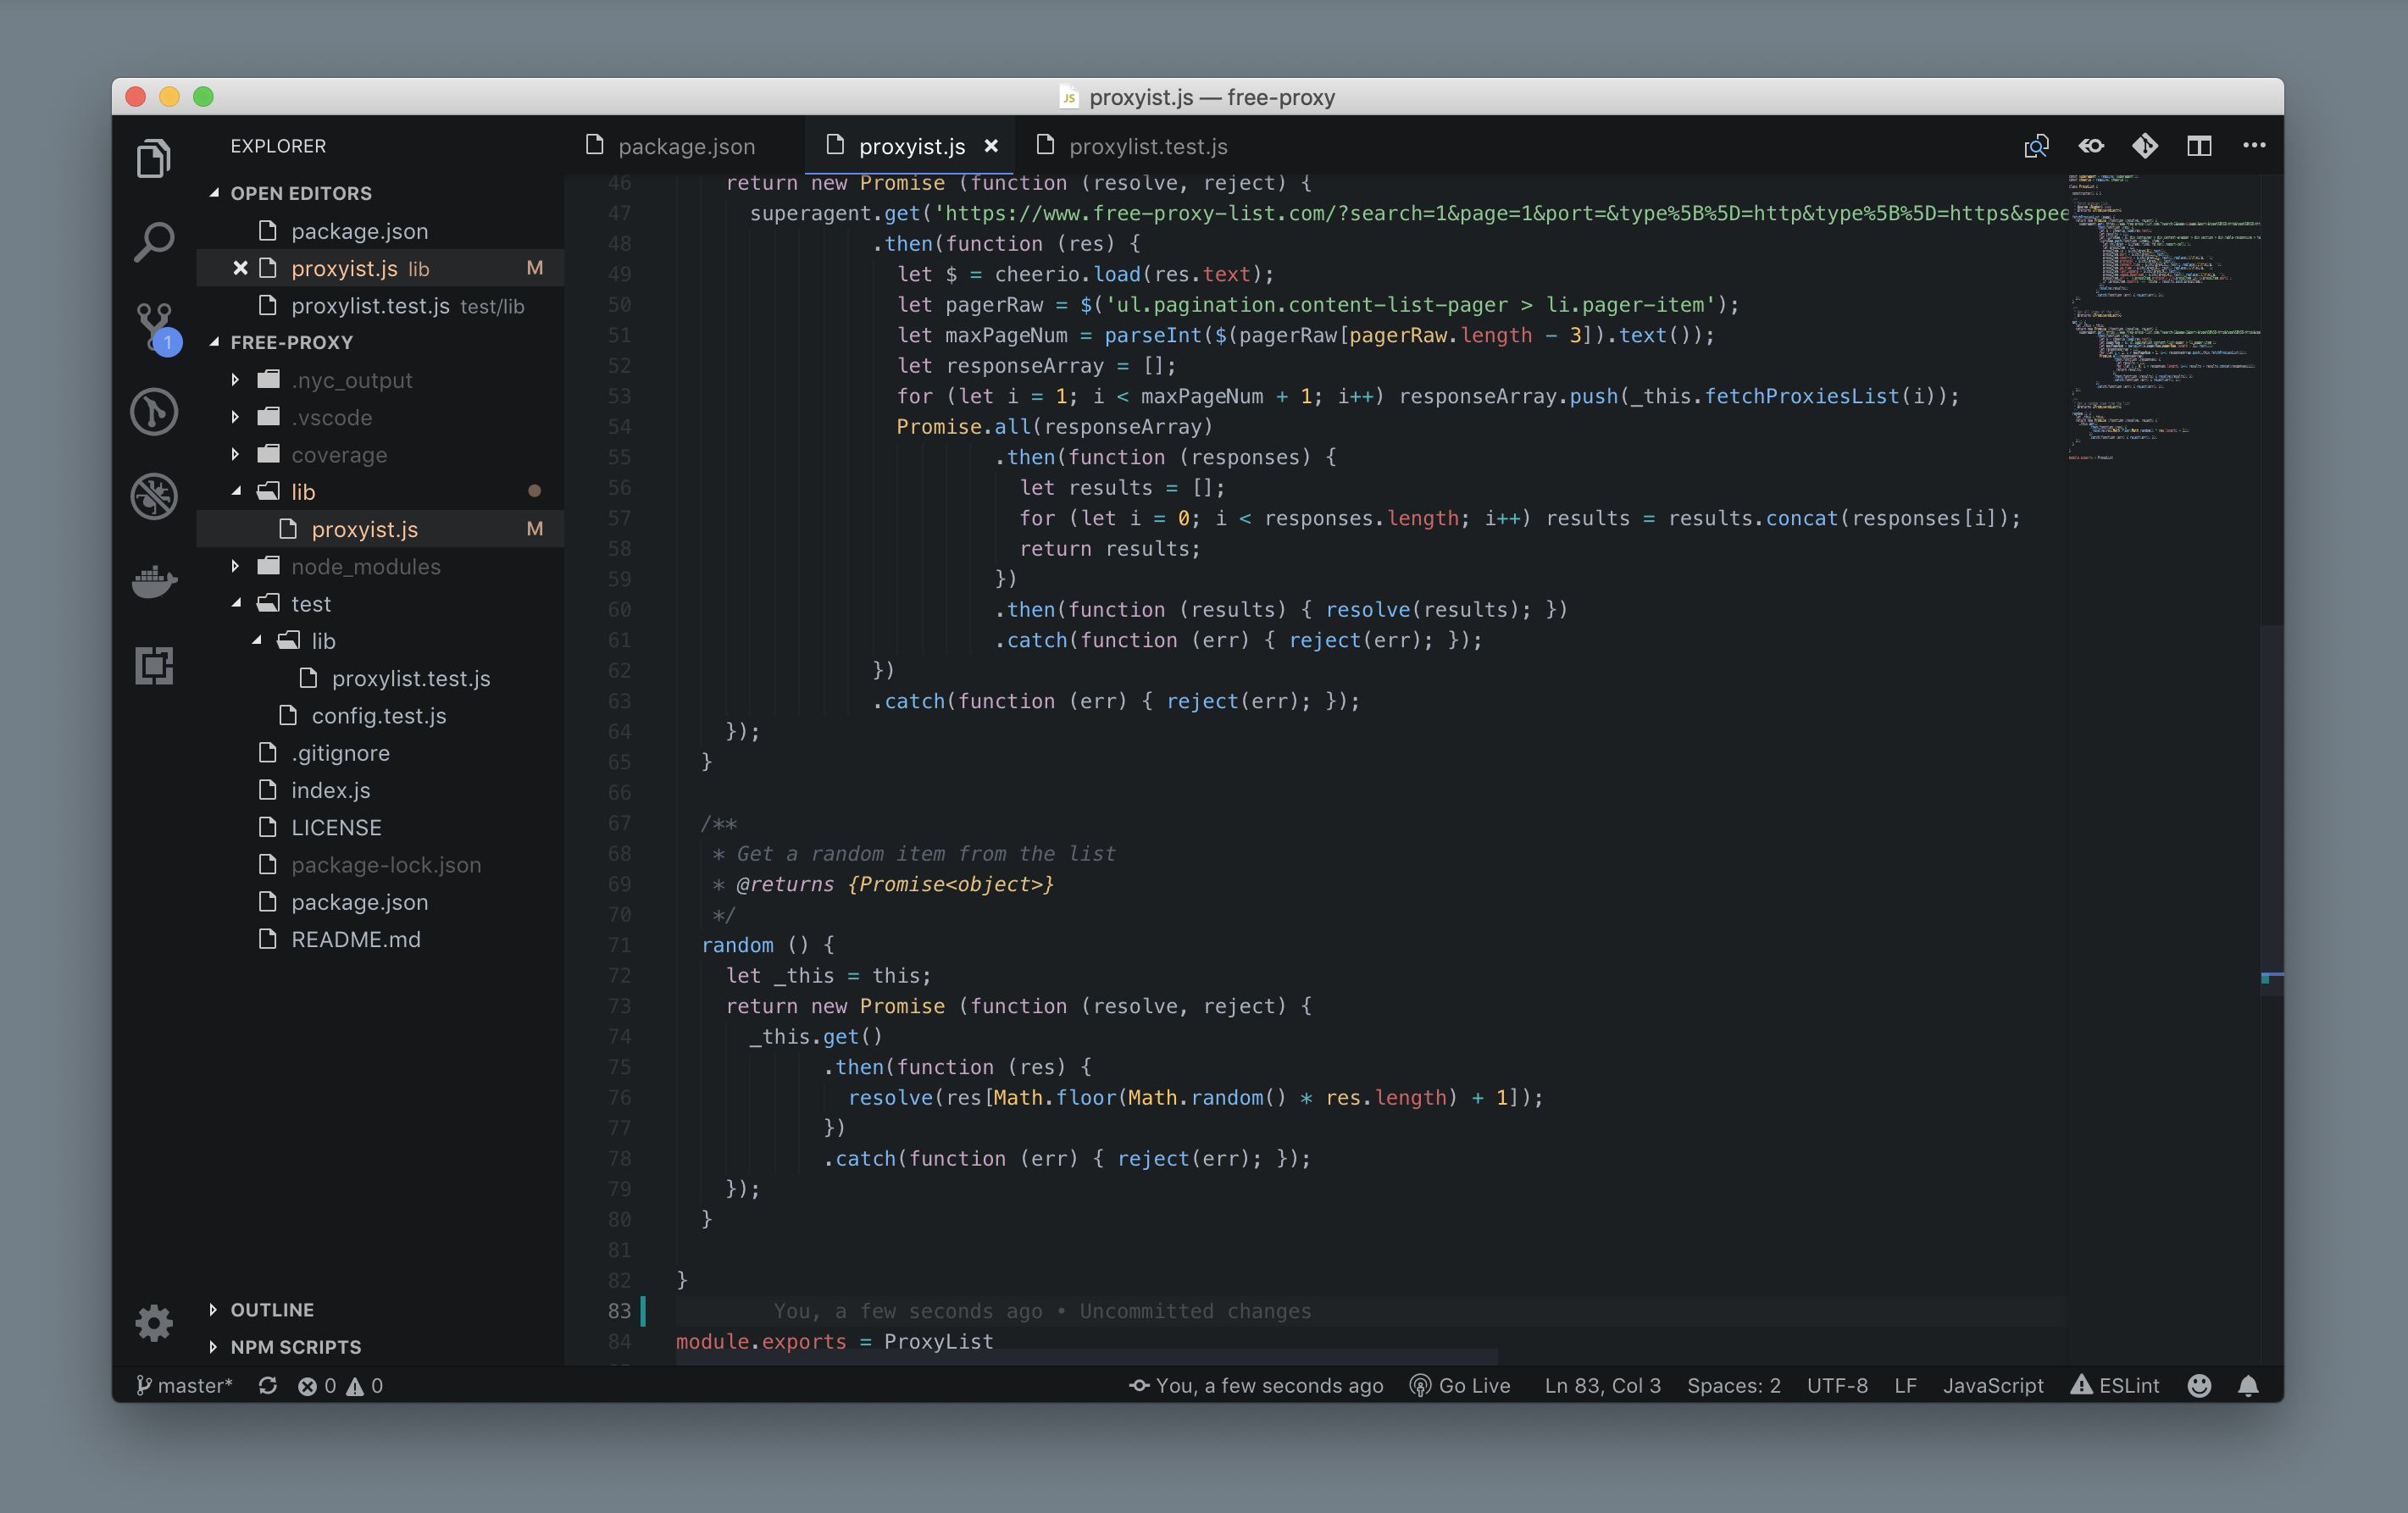 JS proxyist.js — free-proxy
EXPLORER
OPEN EDITORS
package.json
proxyist.js lib M
proxylist.test.js test/lib
1
FREE-PROXY
.nyc_output
.vscode
coverage
lib
proxyist.js M
node_modules
test
lib
proxylist.test.js
config.test.js
.gitignore
index.js
LICENSE
package-lock.json
package.json
README.md
OUTLINE
NPM SCRIPTS
package.json proxyist.js proxylist.test.js
46 return new Promise (function (resolve, reject) {
47 superagent.get('https://www.free-proxy-list.com/?search=1&page=1&port=&type%5B%5D=http&type%5B%5D=https&spee
48 .then(function (res) {
49 let $ = cheerio.load(res.text);
50 let pagerRaw = $('ul.pagination.content-list-pager > li.pager-item');
51 let maxPageNum = parseInt($(pagerRaw[pagerRaw.length - 3]).text());
52 let responseArray = [];
53 for (let i = 1; i < maxPageNum + 1; i++) responseArray.push(_this.fetchProxiesList(i));
54 Promise.all(responseArray)
55 .then(function (responses) {
56 let results = [];
57 for (let i = 0; i < responses.length; i++) results = results.concat(responses[i]);
58 return results;
59 })
60 .then(function (results) { resolve(results); })
61 .catch(function (err) { reject(err); });
62 })
63 .catch(function (err) { reject(err); });
64 });
65 }
66
67 /**
68 * Get a random item from the list
69 * @returns {Promise<object>}
70 */
71 random () {
72 let _this = this;
73 return new Promise (function (resolve, reject) {
74 _this.get()
75 .then(function (res) {
76 resolve(res[Math.floor(Math.random() * res.length) + 1]);
77 })
78 .catch(function (err) { reject(err); });
79 });
80 }
81
82 }
83 You, a few seconds ago • Uncommitted changes
84 module.exports = ProxyList
master* 0 0 You, a few seconds ago Go Live Ln 83, Col 3 Spaces: 2 UTF-8 LF JavaScript ESLint